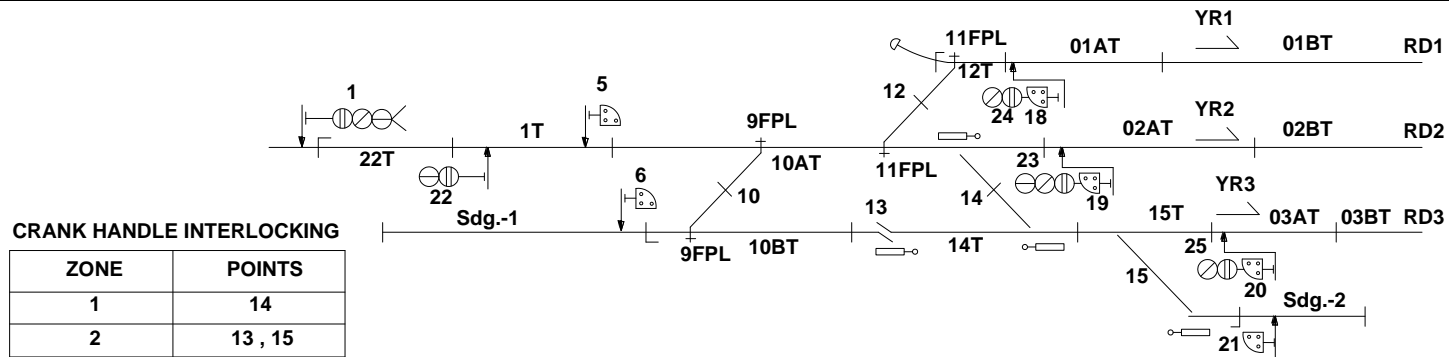 YR1
11FPL
01AT
01BT
RD1
12T
1
5
12
24
18
YR2
1T
9FPL
02AT
02BT
RD2
22T
10AT
11FPL
23
22
6
10
14
19
YR3
Sdg.-1
13
15T
03AT
03BT
RD3
CRANK HANDLE INTERLOCKING
9FPL
10BT
14T
25
ZONE
POINTS
15
20
Sdg.-2
1
14
2
13 , 15
21